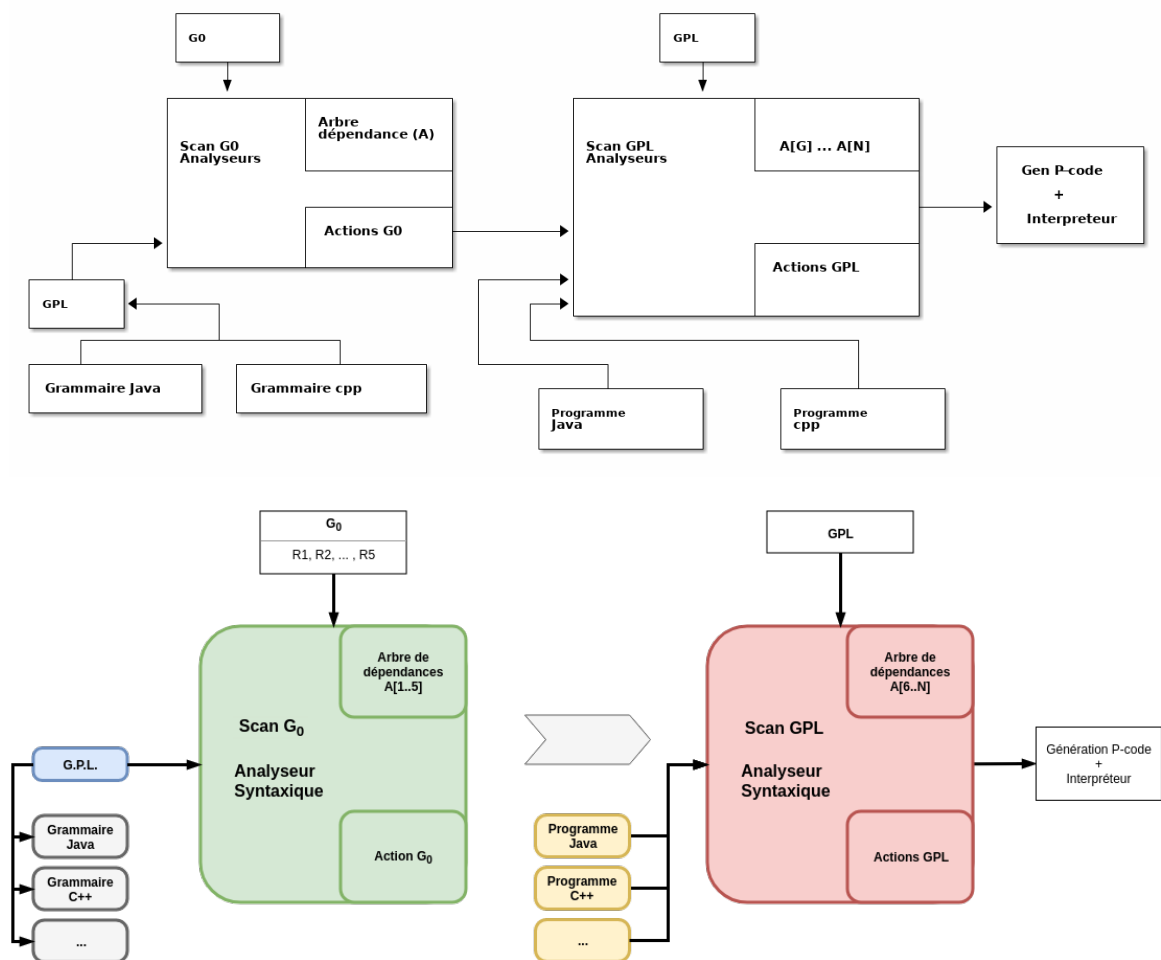 G0
GPL
Scan G0
Analyseurs
Arbre
dépendance (A)
Actions G0
Scan GPL
Analyseurs
A[G] ... A[N]
Actions GPL
Gen P-code
+
Interpreteur
GPL
Grammaire Java
Grammaire cpp
Programme
Java
Programme
cpp
G₀
R1, R2, ... , R5
GPL
Arbre de
dépendances
A[1..5]
Scan G₀
Analyseur
Syntaxique
Action G₀
Arbre de
dépendances
A[6..N]
Scan GPL
Analyseur
Syntaxique
Actions GPL
Génération P-code
+
Interpréteur
G.P.L.
Grammaire
Java
Grammaire
C++
...
Programme
Java
Programme
C++
...